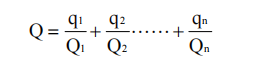 Q = q1/Q1 + q2/Q2 ······ + qn/Qn